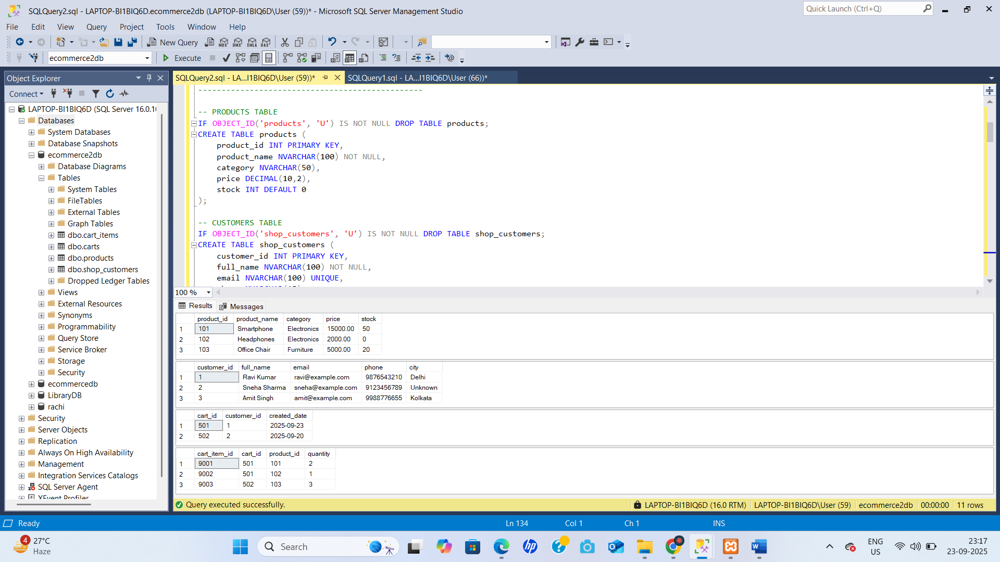 SQLQuery2.sql - LAPTOP-BI1BIQ6D.ecommerce2db (LAPTOP-BI1BIQ6D\User (59))* - Microsoft SQL Server Management Studio
Quick Launch (Ctrl+Q)
File Edit View Query Project Tools Window Help
New Query MDX DMX XMLA DAX
ecommerce2db Execute
Object Explorer
Connect
LAPTOP-BI1BIQ6D (SQL Server 16.0.10
Databases
System Databases
Database Snapshots
ecommerce2db
Database Diagrams
Tables
System Tables
FileTables
External Tables
Graph Tables
dbo.cart_items
dbo.carts
dbo.products
dbo.shop_customers
Dropped Ledger Tables
Views
External Resources
Synonyms
Programmability
Query Store
Service Broker
Storage
Security
ecommercedb
LibraryDB
rachi
Security
Server Objects
Replication
Always On High Availability
Management
Integration Services Catalogs
SQL Server Agent
XEvent Profiler
SQLQuery2.sql - LA...I1BIQ6D\User (59))* SQLQuery1.sql - LA...I1BIQ6D\User (66))*
------------------------------------------------
-- PRODUCTS TABLE
IF OBJECT_ID('products', 'U') IS NOT NULL DROP TABLE products;
CREATE TABLE products (
product_id INT PRIMARY KEY,
product_name NVARCHAR(100) NOT NULL,
category NVARCHAR(50),
price DECIMAL(10,2),
stock INT DEFAULT 0
);
-- CUSTOMERS TABLE
IF OBJECT_ID('shop_customers', 'U') IS NOT NULL DROP TABLE shop_customers;
CREATE TABLE shop_customers (
customer_id INT PRIMARY KEY,
full_name NVARCHAR(100) NOT NULL,
email NVARCHAR(100) UNIQUE,
100 %
Results Messages
product_id product_name category price stock
1 101 Smartphone Electronics 15000.00 50
2 102 Headphones Electronics 2000.00 0
3 103 Office Chair Furniture 5000.00 20
customer_id full_name email phone city
1 1 Ravi Kumar ravi@example.com 9876543210 Delhi
2 2 Sneha Sharma sneha@example.com 9123456789 Unknown
3 3 Amit Singh amit@example.com 9988776655 Kolkata
cart_id customer_id created_date
1 501 1 2025-09-23
2 502 2 2025-09-20
cart_item_id cart_id product_id quantity
1 9001 501 101 2
2 9002 501 102 1
3 9003 502 103 3
Query executed successfully. LAPTOP-BI1BIQ6D (16.0 RTM) LAPTOP-BI1BIQ6D\User (59) ecommerce2db 00:00:00 11 rows
Ready Ln 134 Col 1 Ch 1 INS
4 27°C
Haze
Search
ENG
US
23:17
23-09-2025